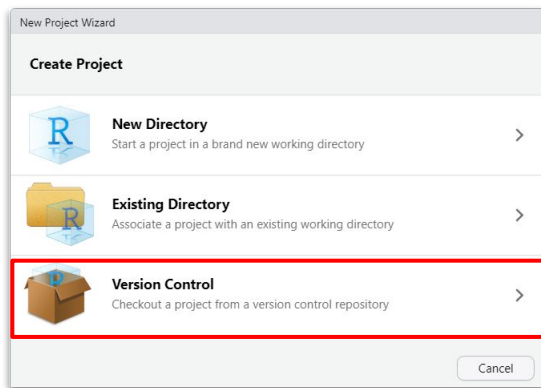 New Project Wizard
Create Project
R
New Directory
Start a project in a brand new working directory
R
Existing Directory
Associate a project with an existing working directory
Version Control
Checkout a project from a version control repository
Cancel